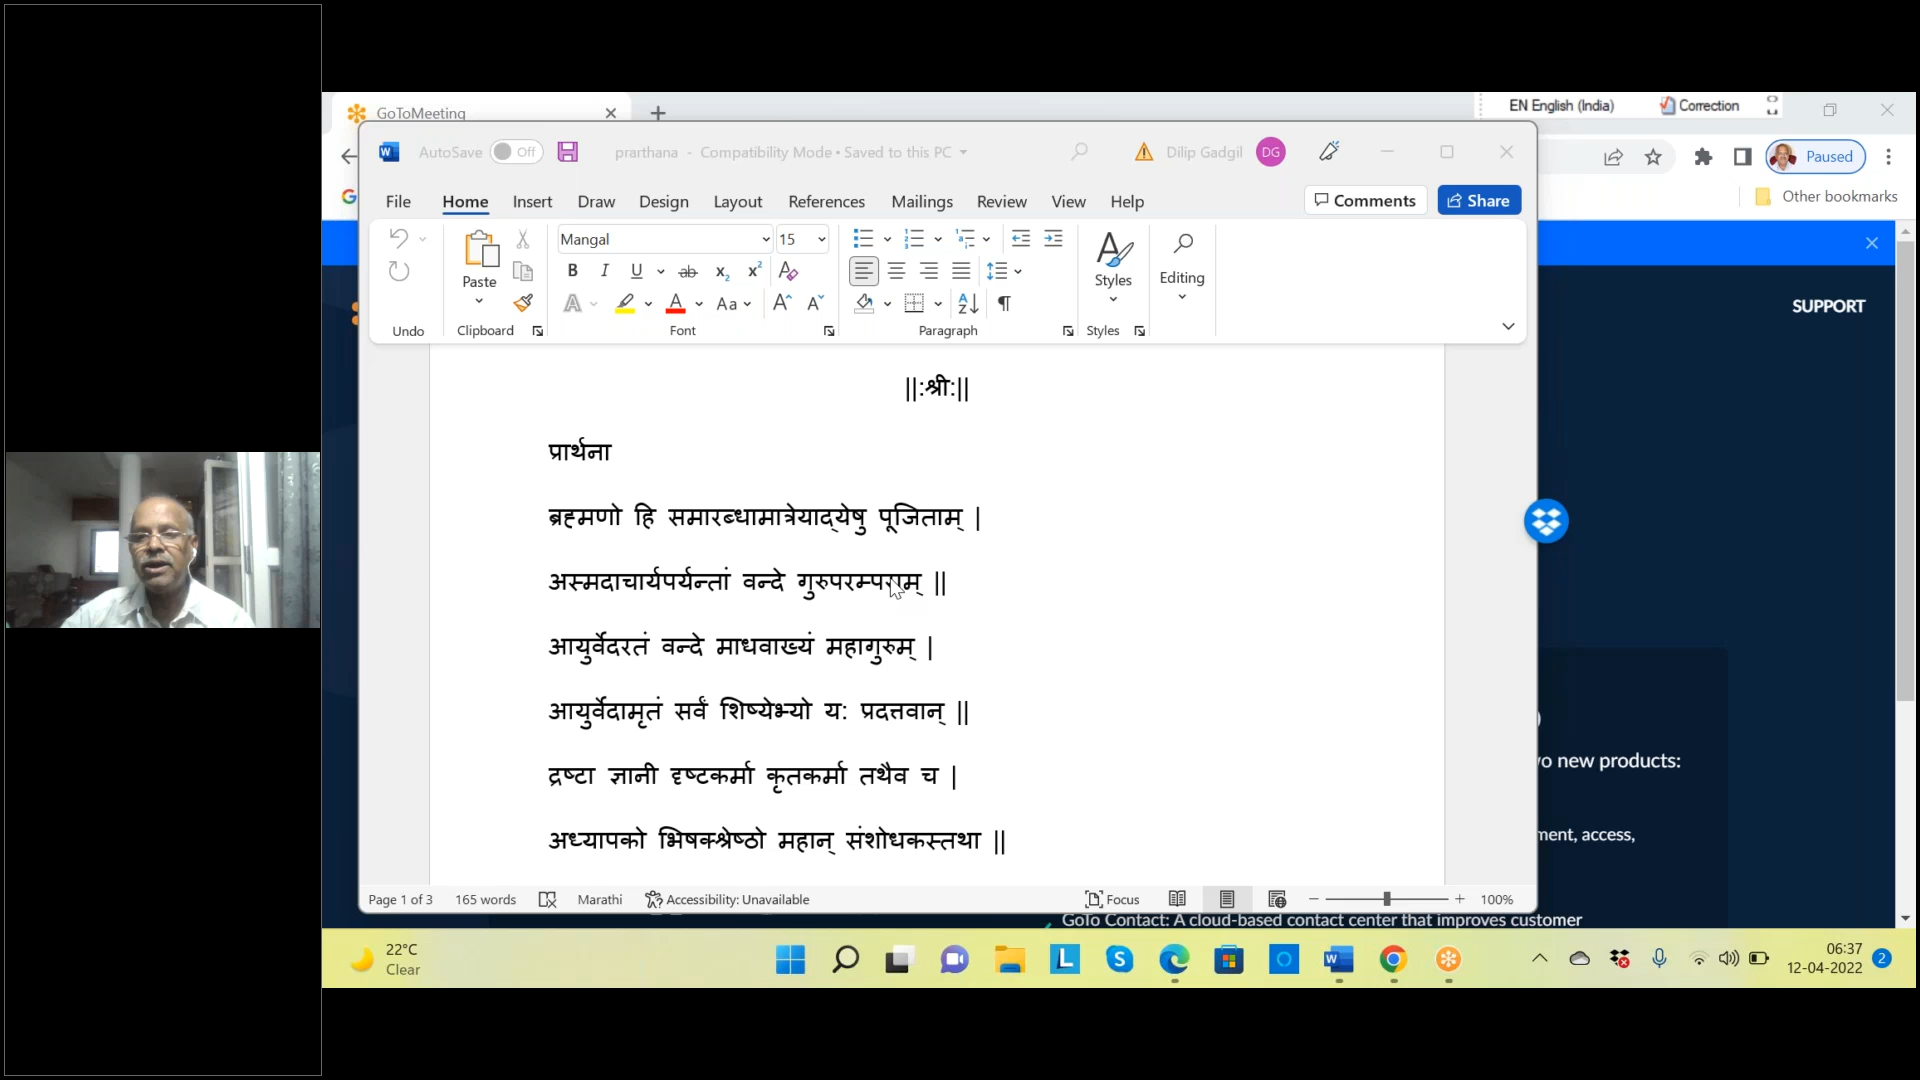 GoToMeeting
EN English (India)
Correction
AutoSave
Off
prarthana - Compatibility Mode • Saved to this PC
Dilip Gadgil
DG
Paused
File Home Insert Draw Design Layout References Mailings Review View Help
Comments
Share
Other bookmarks
Mangal
15
Paste
Styles
Editing
Undo
Clipboard
Font
Paragraph
Styles
SUPPORT
||:श्री:||
प्रार्थना
ब्रह्मणो हि समारब्धामात्रेयाद्येषु पूजिताम् |
अस्मदाचार्यपर्यन्तां वन्दे गुरुपरम्पराम् ||
आयुर्वेदरतं वन्दे माधवाख्यं महागुरुम् |
आयुर्वेदामृतं सर्वं शिष्येभ्यो य: प्रदत्तवान् ||
द्रष्टा ज्ञानी दृष्टकर्मा कृतकर्मा तथैव च |
अध्यापको भिषक्श्रेष्ठो महान् संशोधकस्तथा ||
o new products:
ment, access,
Page 1 of 3
165 words
Marathi
Accessibility: Unavailable
Focus
100%
GoTo Contact: A cloud-based contact center that improves customer
22°C
Clear
06:37
12-04-2022
2